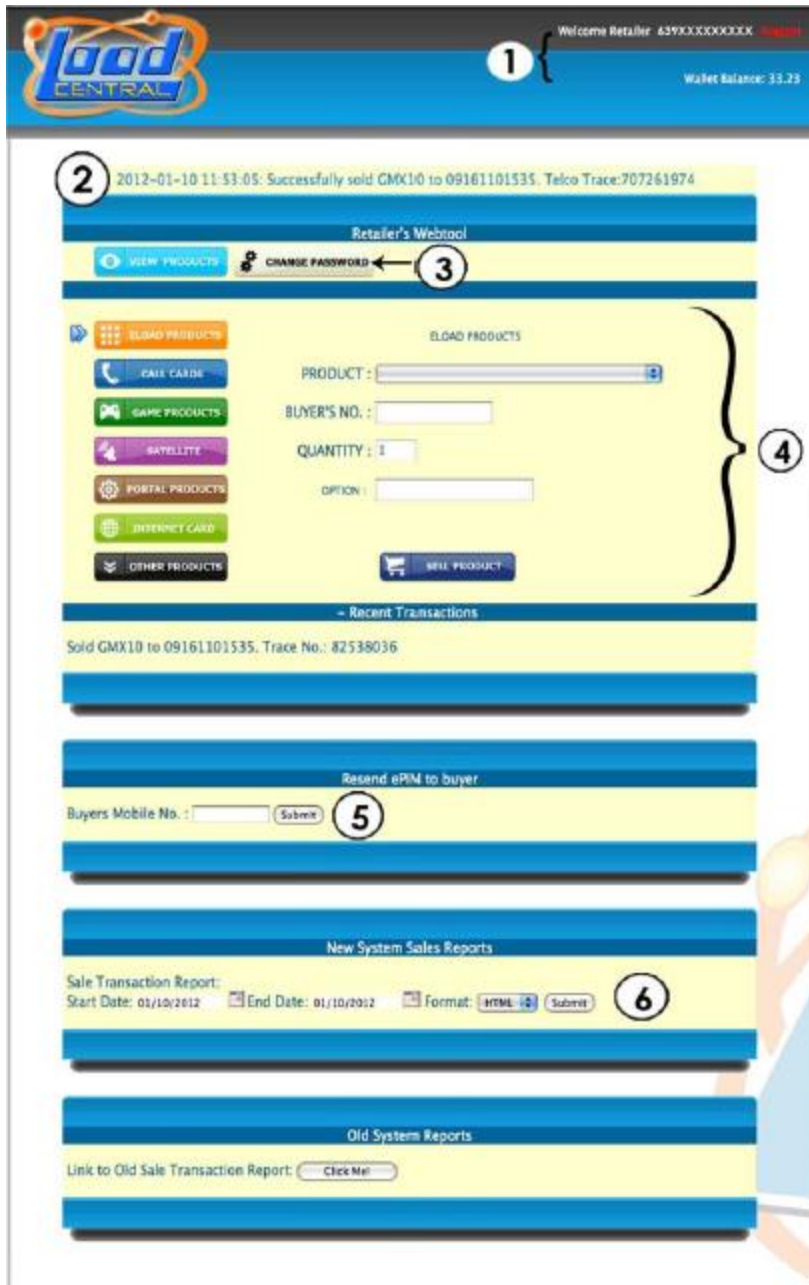 Load
CENTRAL
Welcome Retailer 639XXXXXXXXXX
1
Wallet Balance: 33.23
2
2012-01-10 11:53:05: Successfully sold GMX10 to 09161101535. Telco Trace:707261974
Retailer's Webtool
VIEW PRODUCTS
CHANGE PASSWORD
3
ELOAD PRODUCTS
ELOAD PRODUCTS
CALL CARDS
PRODUCT :
GAME PRODUCTS
BUYER'S NO. :
SATELLITE
QUANTITY : 1
4
PORTAL PRODUCTS
OPTION :
INTERNET CARD
OTHER PRODUCTS
SELL PRODUCT
- Recent Transactions
Sold GMX10 to 09161101535. Trace No.: 82538036
Resend ePIN to buyer
Buyers Mobile No. : Submit
5
New System Sales Reports
Sale Transaction Report:
Start Date: 01/10/2012 End Date: 01/10/2012 Format: HTML Submit
6
Old System Reports
Link to Old Sale Transaction Report: Click Me!